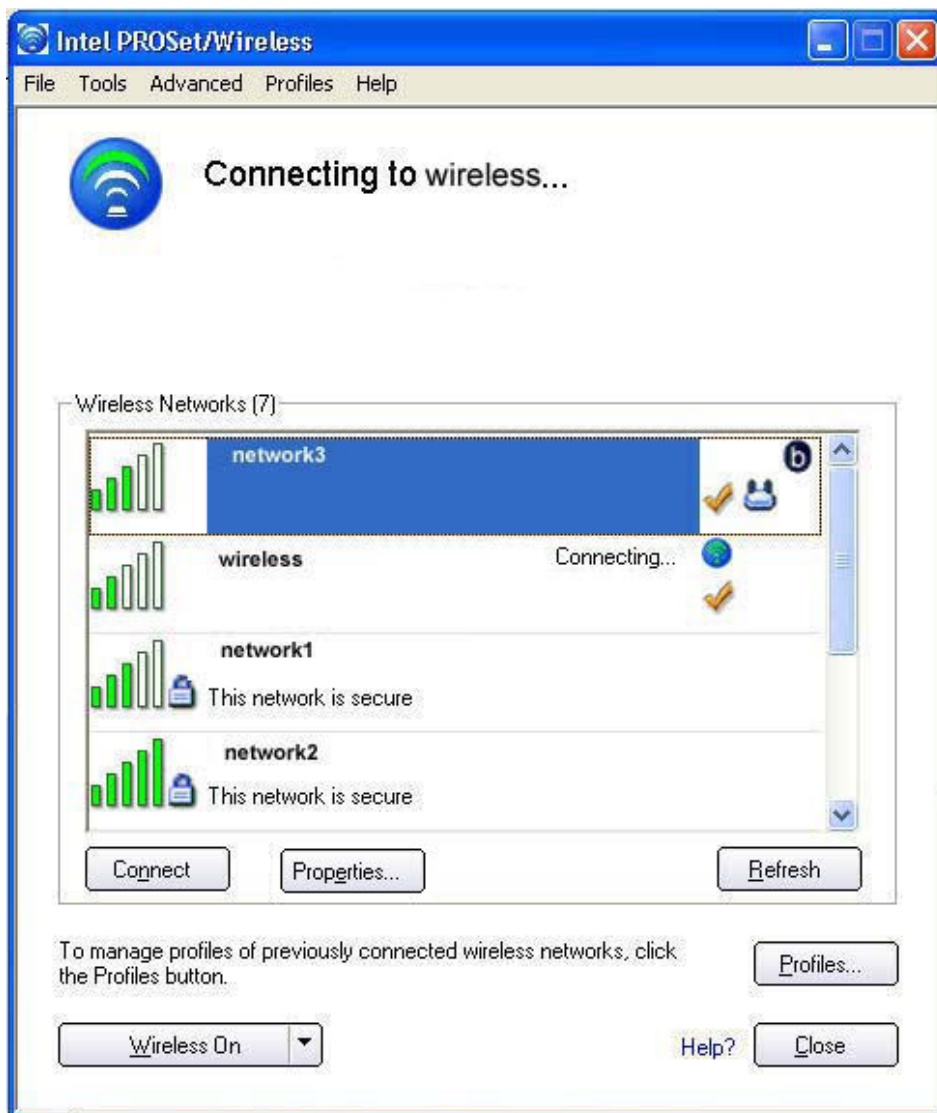 Intel PROSet/Wireless
File Tools Advanced Profiles Help
Connecting to wireless...
Wireless Networks (7)
network3
b
wireless Connecting...
network1
This network is secure
network2
This network is secure
Connect Properties... Refresh
To manage profiles of previously connected wireless networks, click
the Profiles button.
Profiles...
Wireless On Help? Close